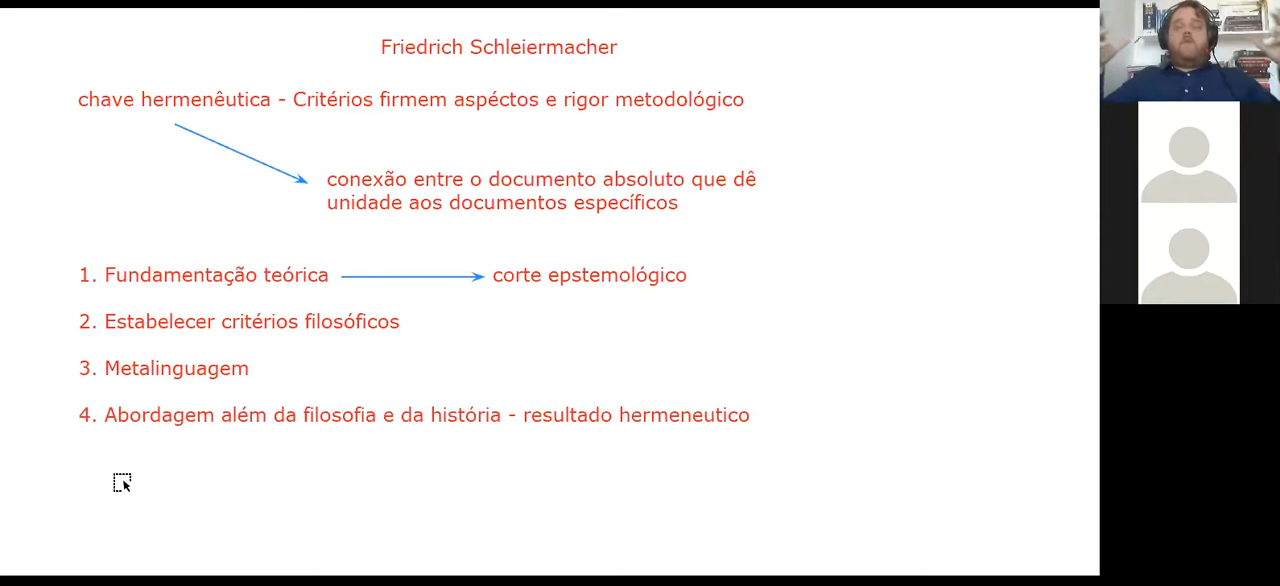 Friedrich Schleiermacher
chave hermenêutica - Critérios firmem aspéctos e rigor metodológico
conexão entre o documento absoluto que dê
unidade aos documentos específicos
1. Fundamentação teórica
corte epstemológico
2. Estabelecer critérios filosóficos
3. Metalinguagem
4. Abordagem além da filosofia e da história - resultado hermeneutico